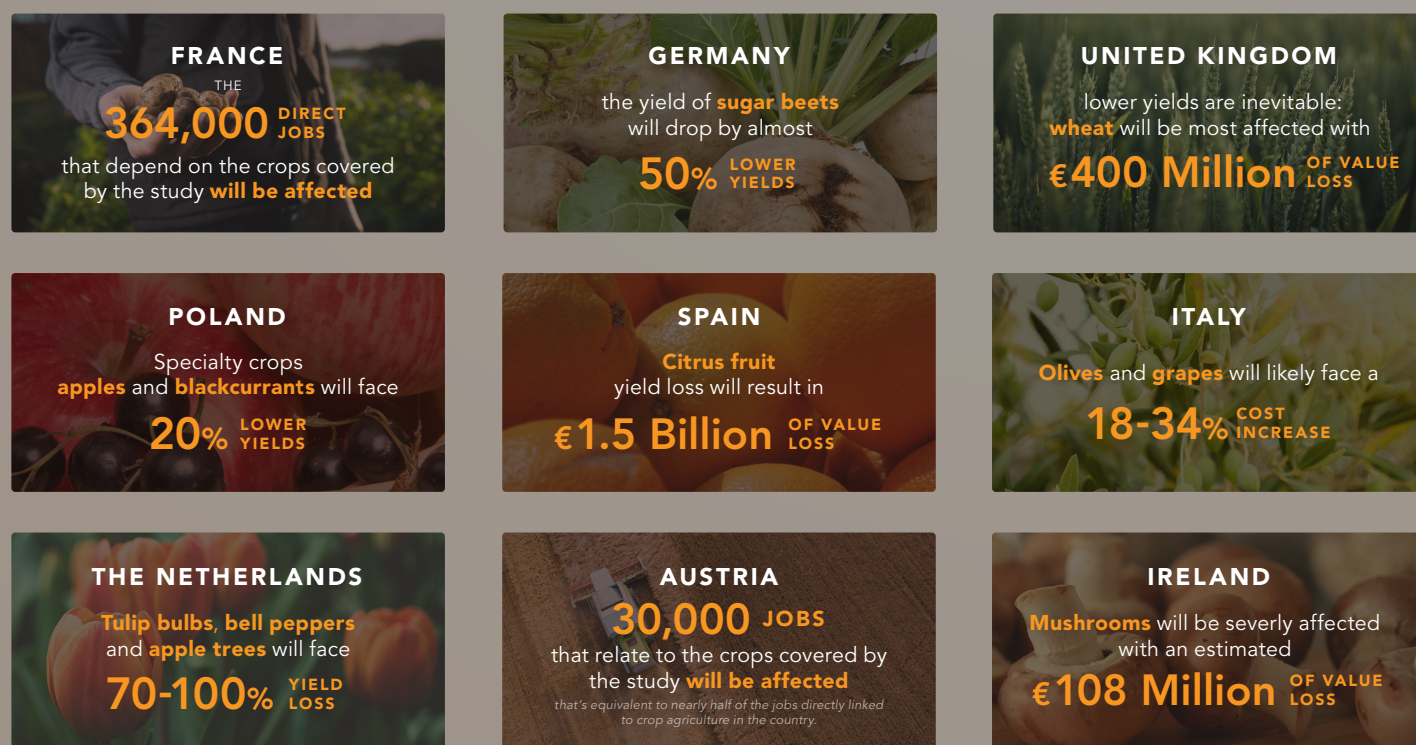 FRANCE
THE
364,000 DIRECT JOBS
that depend on the crops covered
by the study will be affected
GERMANY
the yield of sugar beets
will drop by almost
50% LOWER YIELDS
UNITED KINGDOM
lower yields are inevitable:
wheat will be most affected with
€400 Million OF VALUE LOSS
POLAND
Specialty crops
apples and blackcurrants will face
20% LOWER YIELDS
SPAIN
Citrus fruit
yield loss will result in
€1.5 Billion OF VALUE LOSS
ITALY
Olives and grapes will likely face a
18-34% COST INCREASE
THE NETHERLANDS
Tulip bulbs, bell peppers
and apple trees will face
70-100% YIELD LOSS
AUSTRIA
30,000 JOBS
that relate to the crops covered by
the study will be affected
that's equivalent to nearly half of the jobs directly linked
to crop agriculture in the country.
IRELAND
Mushrooms will be severly affected
with an estimated
€108 Million OF VALUE LOSS